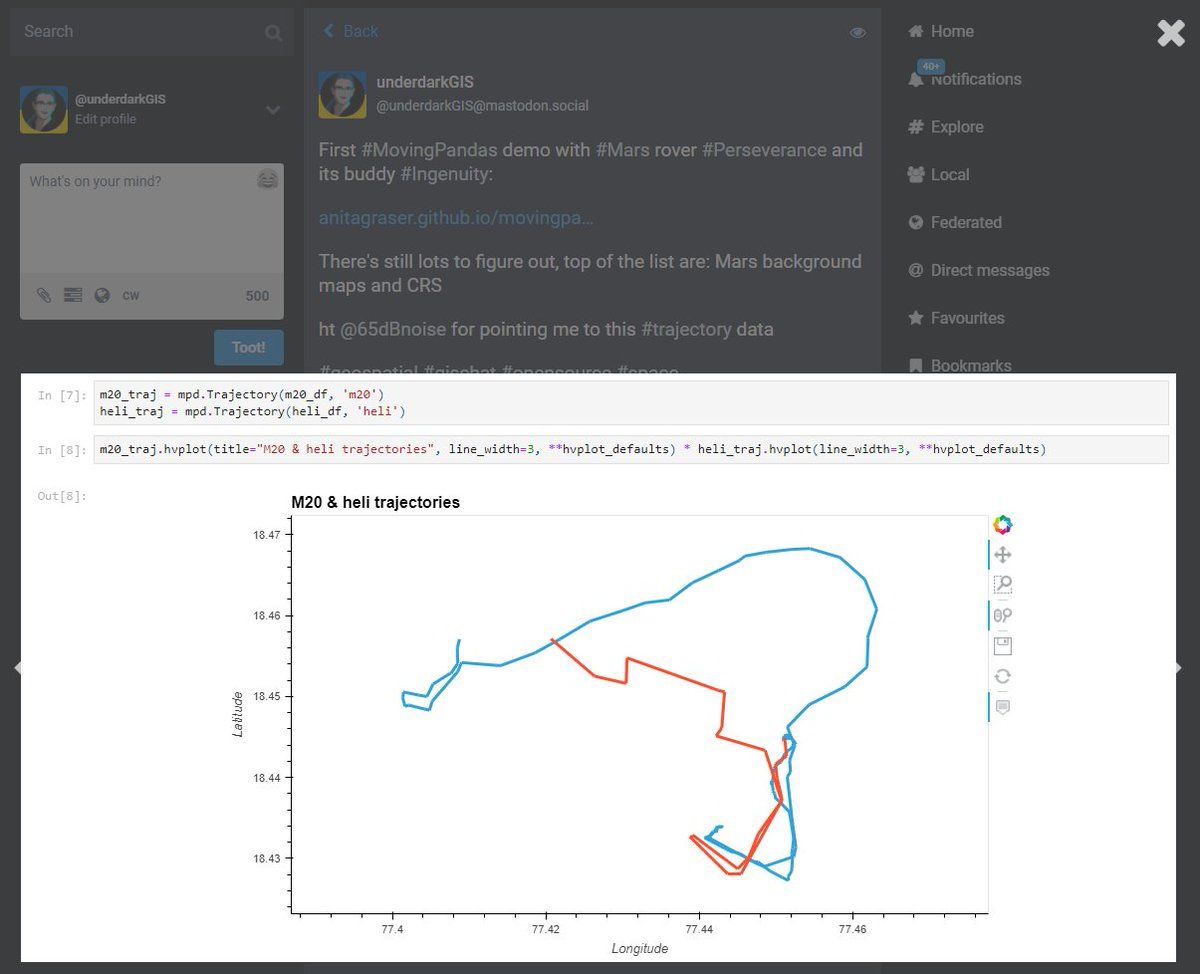 Search
@underdarkGIS
Edit profile
What's on your mind?
CW
500
Toot!
Back
underdarkGIS
@underdarkGIS@mastodon.social
First #MovingPandas demo with #Mars rover #Perseverance and
its buddy #Ingenuity:
anitagraser.github.io/movingpa…
There's still lots to figure out, top of the list are: Mars background
maps and CRS
ht @65dBnoise for pointing me to this #trajectory data
#geospatial #gischat #opensource #space
Home
40+
Notifications
Explore
Local
Federated
Direct messages
Favourites
Bookmarks
In [7]:
m20_traj = mpd.Trajectory(m20_df, 'm20')
heli_traj = mpd.Trajectory(heli_df, 'heli')
In [8]:
m20_traj.hvplot(title="M20 & heli trajectories", line_width=3, **hvplot_defaults) * heli_traj.hvplot(line_width=3, **hvplot_defaults)
Out[8]:
M20 & heli trajectories
18.47
18.46
18.45
18.44
18.43
Latitude
77.4
77.42
77.44
77.46
Longitude